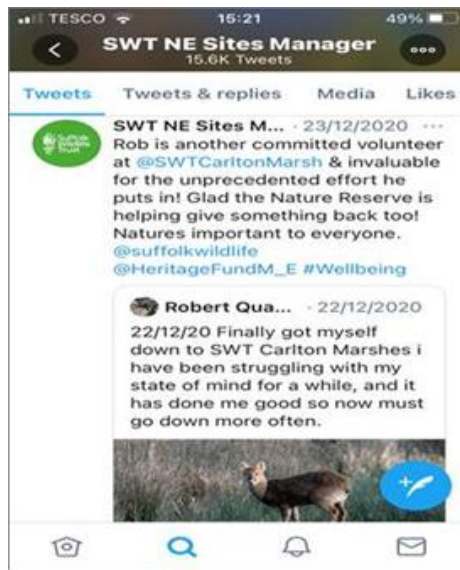 TESCO 15:21 49%
SWT NE Sites Manager
15.6K Tweets
Tweets Tweets & replies Media Likes
Suffolk
Wildlife
Trust
SWT NE Sites M... · 23/12/2020 ···
Rob is another committed volunteer
at @SWTCarltonMarsh & invaluable
for the unprecedented effort he
puts in! Glad the Nature Reserve is
helping give something back too!
Natures important to everyone.
@suffolkwildlife
@HeritageFundM_E #Wellbeing
Robert Qua... · 22/12/2020
22/12/20 Finally got myself
down to SWT Carlton Marshes i
have been struggling with my
state of mind for a while, and it
has done me good so now must
go down more often.